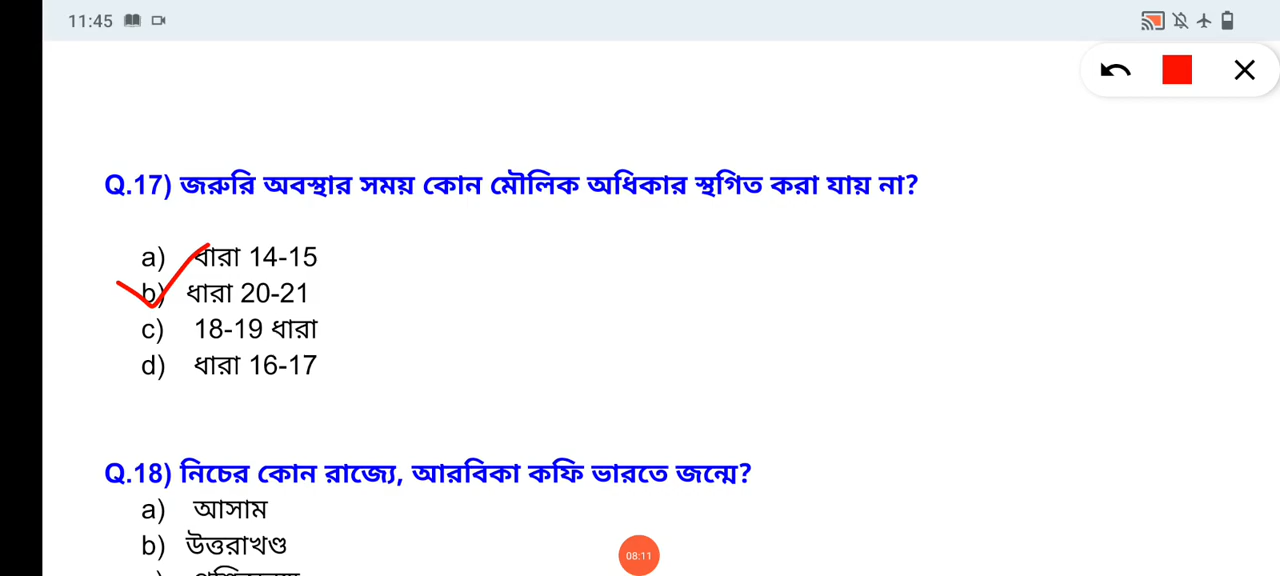 11:45
Q.17) জরুরি অবস্থার সময় কোন মৌলিক অধিকার স্থগিত করা যায় না?
a) ধারা 14-15
b) ধারা 20-21
c) 18-19 ধারা
d) ধারা 16-17
Q.18) নিচের কোন রাজ্যে, আরবিকা কফি ভারতে জন্মে?
a) আসাম
b) উত্তরাখণ্ড
08:11